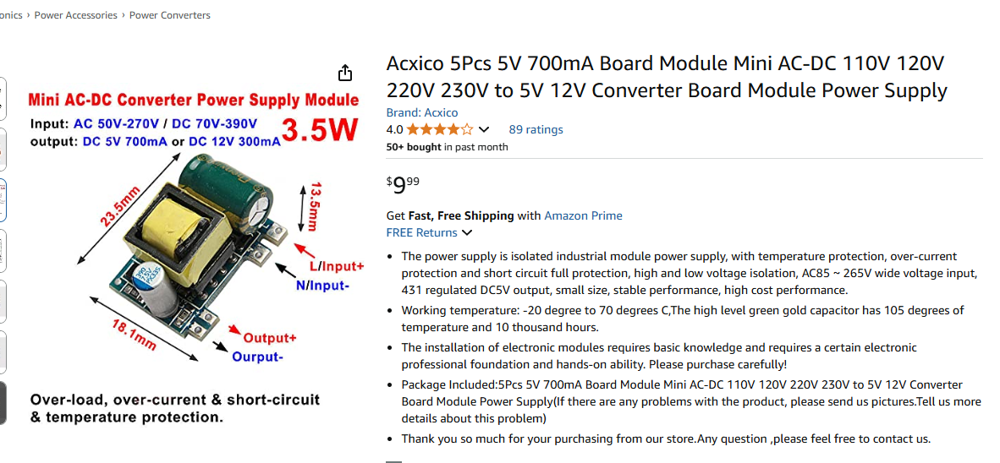 onics › Power Accessories › Power Converters
Mini AC-DC Converter Power Supply Module
Input: AC 50V-270V / DC 70V-390V
output: DC 5V 700mA or DC 12V 300mA
3.5W
23.5mm
13.5mm
L/Input+
N/Input-
390
7.5V
18.1mm
Output+
Ourput-
Over-load, over-current & short-circuit
& temperature protection.
Acxico 5Pcs 5V 700mA Board Module Mini AC-DC 110V 120V
220V 230V to 5V 12V Converter Board Module Power Supply
Brand: Acxico
4.0 89 ratings
50+ bought in past month
$9.99
Get Fast, Free Shipping with Amazon Prime
FREE Returns
• The power supply is isolated industrial module power supply, with temperature protection, over-current
protection and short circuit full protection, high and low voltage isolation, AC85 ~ 265V wide voltage input,
431 regulated DC5V output, small size, stable performance, high cost performance.
• Working temperature: -20 degree to 70 degrees C,The high level green gold capacitor has 105 degrees of
temperature and 10 thousand hours.
• The installation of electronic modules requires basic knowledge and requires a certain electronic
professional foundation and hands-on ability. Please purchase carefully!
• Package Included:5Pcs 5V 700mA Board Module Mini AC-DC 110V 120V 220V 230V to 5V 12V Converter
Board Module Power Supply(If there are any problems with the product, please send us pictures.Tell us more
details about this problem)
• Thank you so much for your purchasing from our store.Any question ,please feel free to contact us.